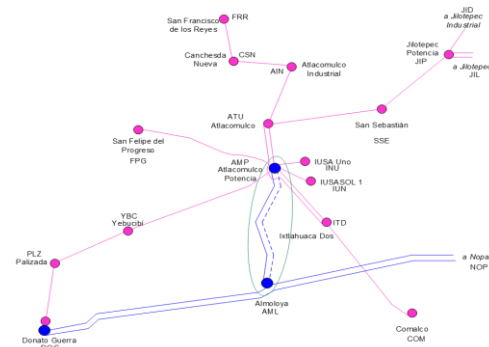 JID
a Jilotepec
Industrial
San Francisco
de los Reyes
FRR
Canchesda
Nueva
CSN
AIN
Atlacomulco
Industrial
Jilotepec
Potencia
JIP
a Jilotepec
JIL
ATU
Atlacomulco
San Sebastián
SSE
San Felipe del
Progreso
FPG
AMP
Atlacomulco
Potencia
IUSA Uno
INU
IUSASOL 1
IUN
YBC
Yebucibí
ITD
Ixtlahuaca Dos
PLZ
Palizada
a Nopa
NOP
Almoloya
AML
Donato Guerra
Comalco
COM